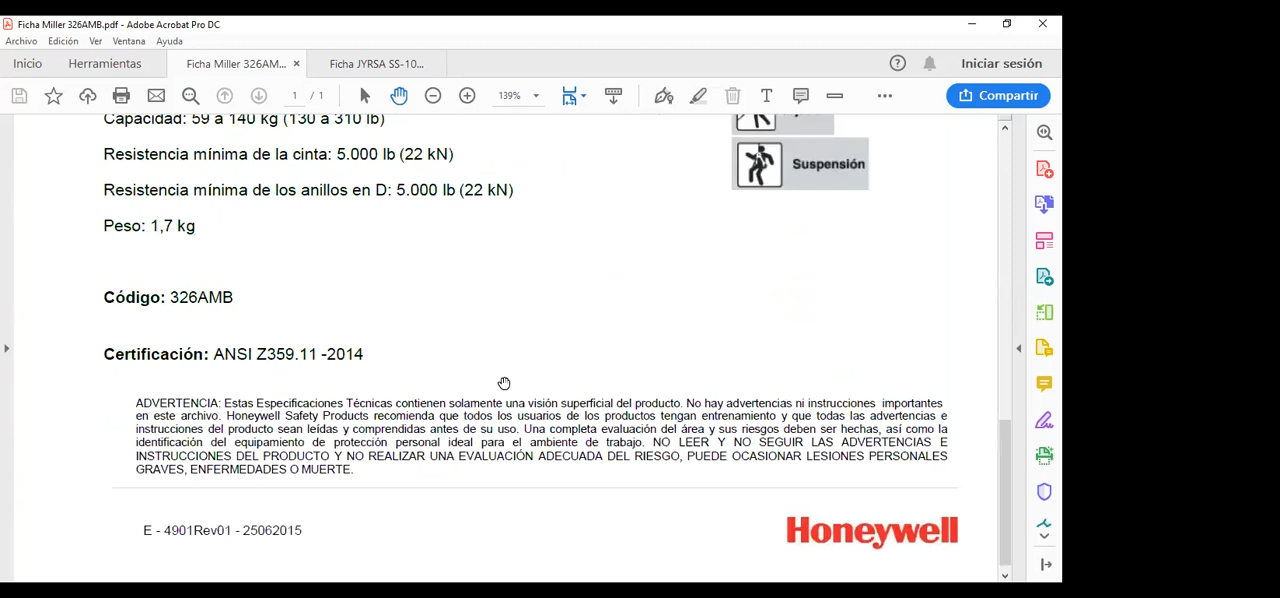 Ficha Miller 326AMB.pdf - Adobe Acrobat Pro DC
Archivo Edición Ver Ventana Ayuda
Inicio Herramientas Ficha Miller 326AM... × Ficha JYRSA SS-10... Iniciar sesión
1 / 1 139% Compartir
Capacidad: 59 a 140 kg (130 a 310 lb)
Suspensión
Resistencia mínima de la cinta: 5.000 lb (22 kN)
Resistencia mínima de los anillos en D: 5.000 lb (22 kN)
Peso: 1,7 kg
Código: 326AMB
Certificación: ANSI Z359.11 -2014
ADVERTENCIA: Estas Especificaciones Técnicas contienen solamente una visión superficial del producto. No hay advertencias ni instrucciones importantes
en este archivo. Honeywell Safety Products recomienda que todos los usuarios de los productos tengan entrenamiento y que todas las advertencias e
instrucciones del producto sean leídas y comprendidas antes de su uso. Una completa evaluación del área y sus riesgos deben ser hechas, así como la
identificación del equipamiento de protección personal ideal para el ambiente de trabajo. NO LEER Y NO SEGUIR LAS ADVERTENCIAS E
INSTRUCCIONES DEL PRODUCTO Y NO REALIZAR UNA EVALUACIÓN ADECUADA DEL RIESGO, PUEDE OCASIONAR LESIONES PERSONALES
GRAVES, ENFERMEDADES O MUERTE.
E - 4901Rev01 - 25062015
Honeywell